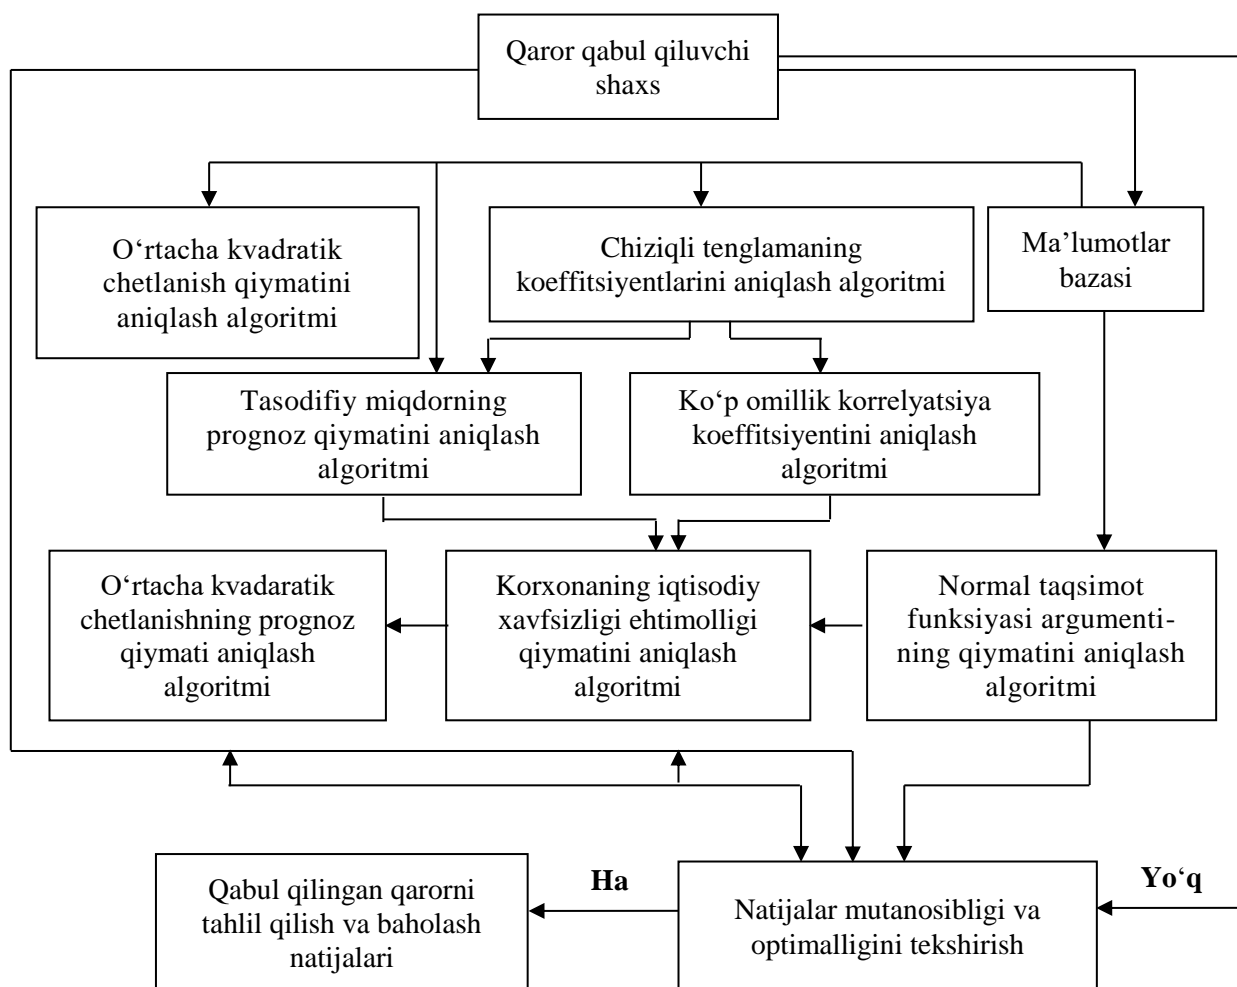 Qaror qabul qiluvchi
shaxs
O‘rtacha kvadratik
chetlanish qiymatini
aniqlash algoritmi
Chiziqli tenglamaning
koeffitsiyentlarini aniqlash algoritmi
Ma’lumotlar
bazasi
Tasodifiy miqdorning
prognoz qiymatini aniqlash
algoritmi
Ko‘p omillik korrelyatsiya
koeffitsiyentini aniqlash
algoritmi
O‘rtacha kvadaratik
chetlanishning prognoz
qiymati aniqlash
algoritmi
Korxonaning iqtisodiy
xavfsizligi ehtimolligi
qiymatini aniqlash
algoritmi
Normal taqsimot
funksiyasi argumenti-
ning qiymatini aniqlash
algoritmi
Qabul qilingan qarorni
tahlil qilish va baholash
natijalari
Ha
Natijalar mutanosibligi va
optimalligini tekshirish
Yo‘q